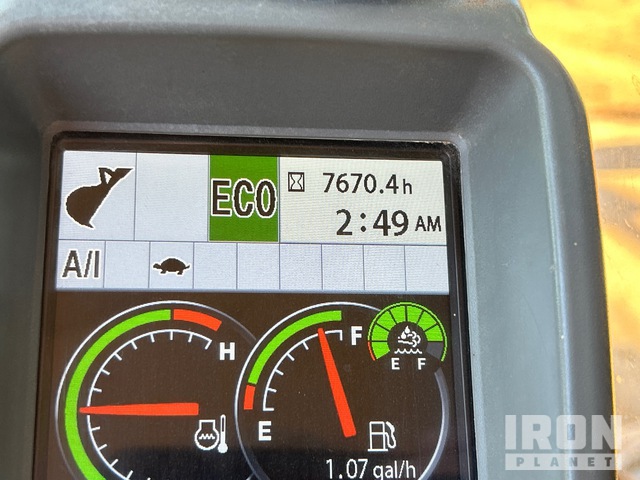 ECO
7670.4h
2:49 AM
A/I
H
F
E F
E
1.07 gal/h
IRON
PLANET